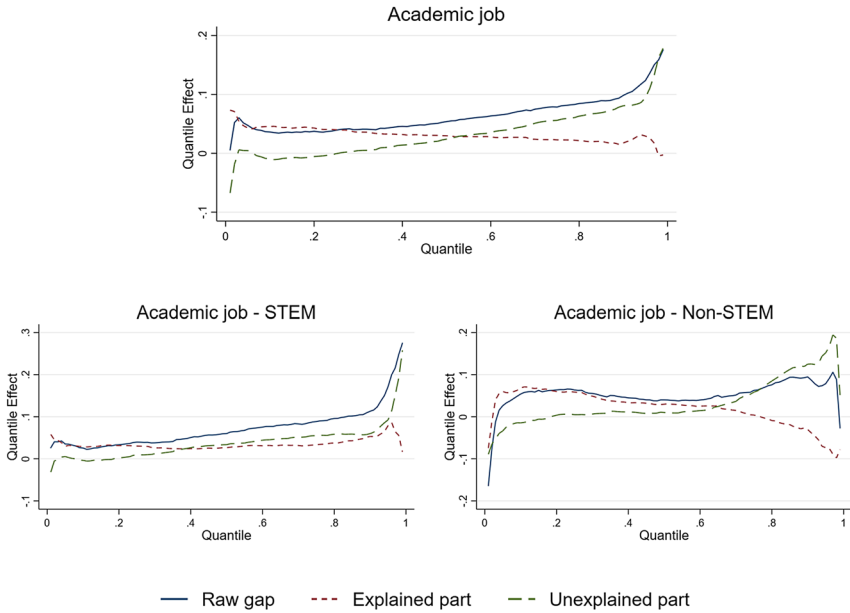 Academic job
Quantile Effect
.2
.1
0
-.1
0 .2 .4 .6 .8 1
Quantile
Academic job - STEM
Quantile Effect
.3
.2
.1
0
-.1
0 .2 .4 .6 .8 1
Quantile
Academic job - Non-STEM
Quantile Effect
.2
.1
0
-.1
-.2
0 .2 .4 .6 .8 1
Quantile
Raw gap Explained part Unexplained part